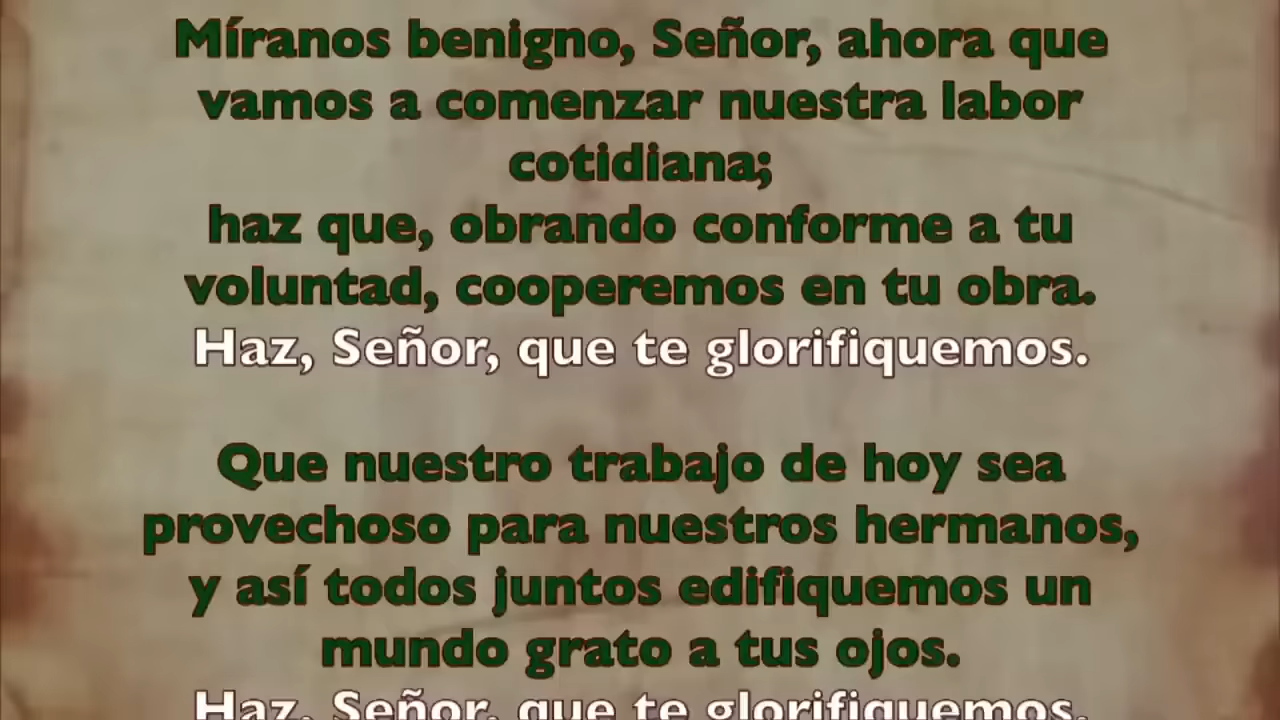 Míranos benigno, Señor, ahora que
vamos a comenzar nuestra labor
cotidiana;
haz que, obrando conforme a tu
voluntad, cooperemos en tu obra.
Haz, Señor, que te glorifiquemos.
Que nuestro trabajo de hoy sea
provechoso para nuestros hermanos,
y así todos juntos edifiquemos un
mundo grato a tus ojos.
Haz, Señor, que te glorifiquemos.